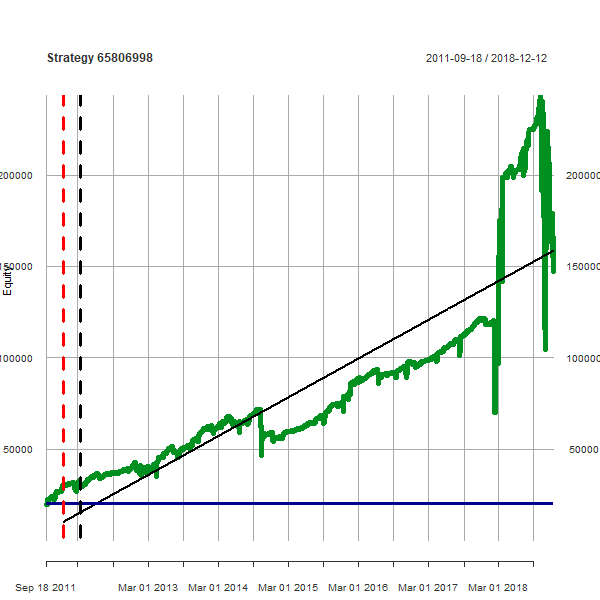 Strategy 65806998 2011-09-18 / 2018-12-12
200000 200000
150000 150000
Equity
100000 100000
50000 50000
Sep 18 2011 Mar 01 2013 Mar 01 2014 Mar 01 2015 Mar 01 2016 Mar 01 2017 Mar 01 2018